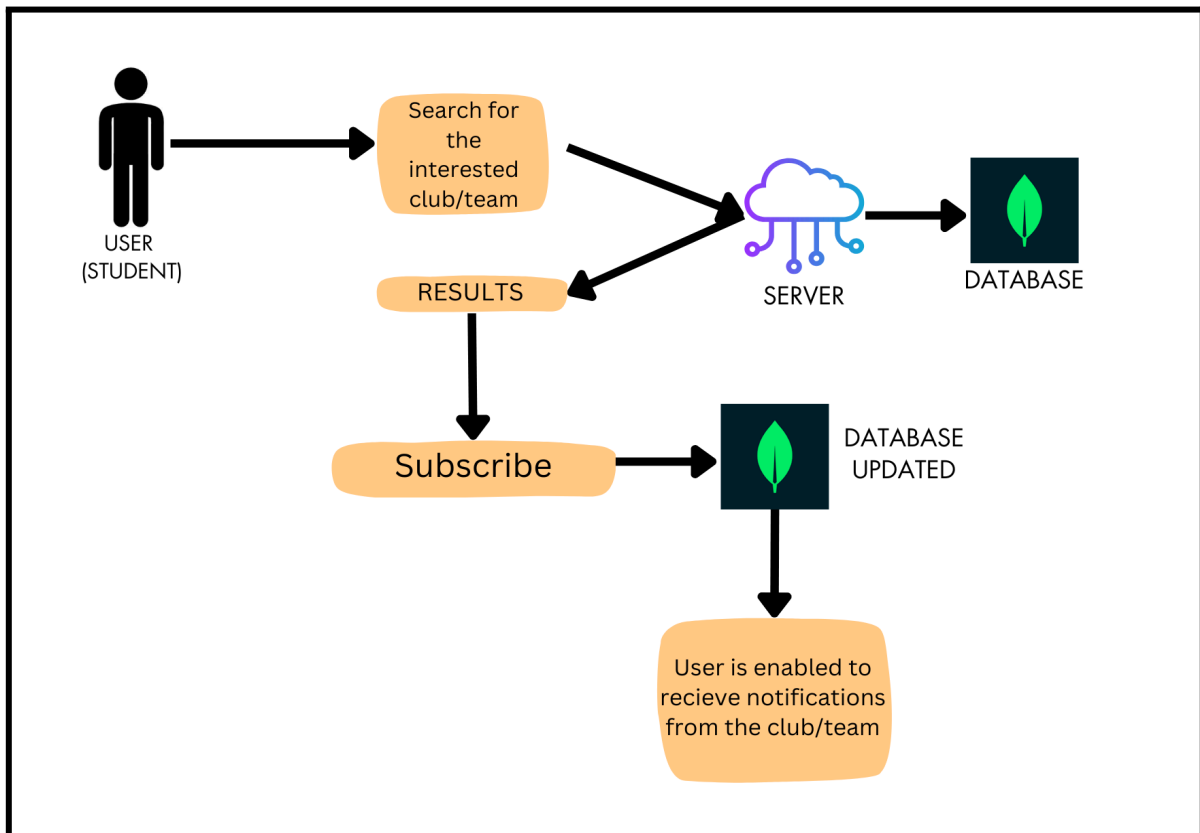 Search for
the
interested
club/team
USER
(STUDENT)
SERVER
DATABASE
RESULTS
Subscribe
DATABASE
UPDATED
User is enabled to
recieve notifications
from the club/team